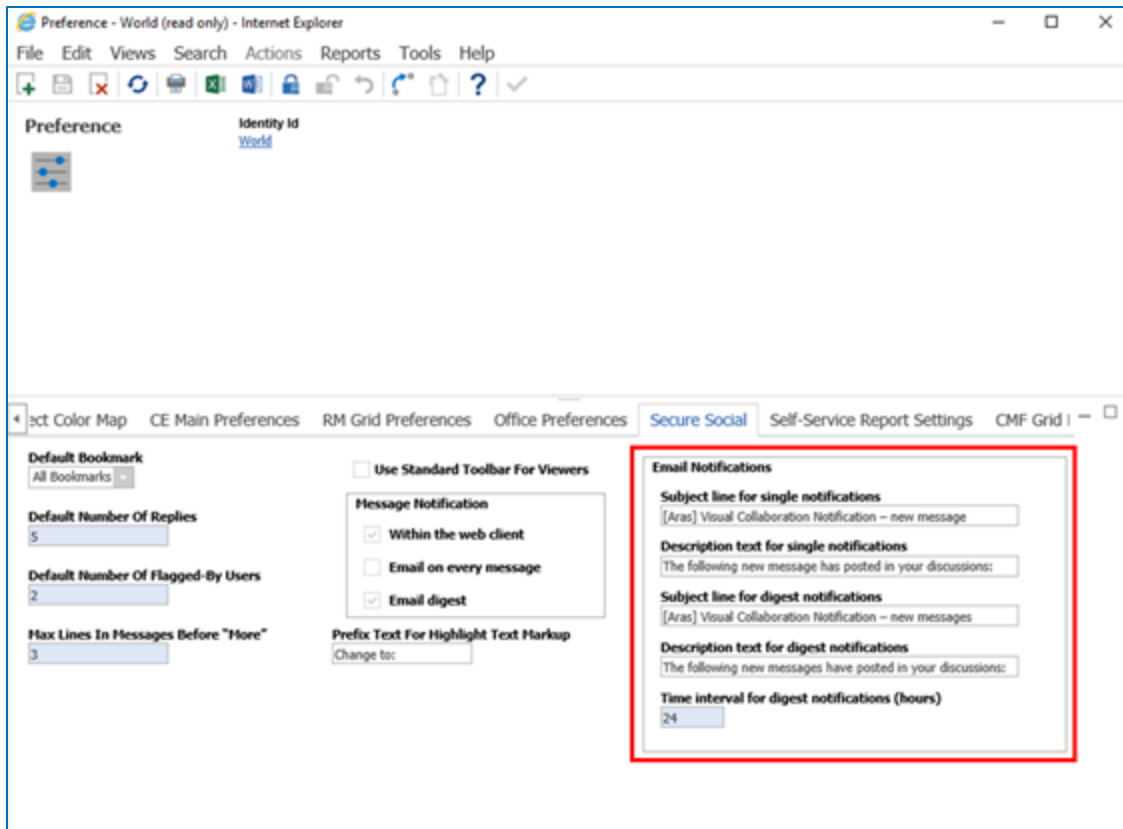 Preference - World (read only) - Internet Explorer
File Edit Views Search Actions Reports Tools Help
Preference
Identity Id
World
ect Color Map CE Main Preferences RM Grid Preferences Office Preferences Secure Social Self-Service Report Settings CMF Grid
Default Bookmark
All Bookmarks
Default Number Of Replies
5
Default Number Of Flagged-By Users
2
Max Lines In Messages Before "More"
3
Use Standard Toolbar For Viewers
Message Notification
Within the web client
Email on every message
Email digest
Prefix Text For Highlight Text Markup
Change to:
Email Notifications
Subject line for single notifications
[Aras] Visual Collaboration Notification – new message
Description text for single notifications
The following new message has posted in your discussions:
Subject line for digest notifications
[Aras] Visual Collaboration Notification – new messages
Description text for digest notifications
The following new messages have posted in your discussions:
Time interval for digest notifications (hours)
24